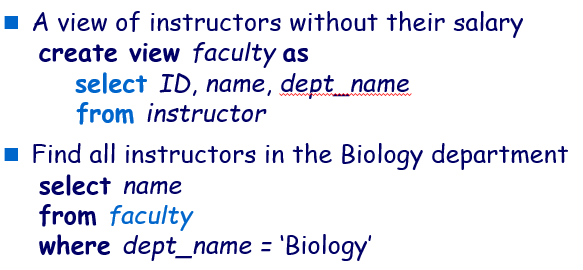 A view of instructors without their salary
create view faculty as
select ID, name, dept_name
from instructor
Find all instructors in the Biology department
select name
from faculty
where dept_name = ‘Biology’